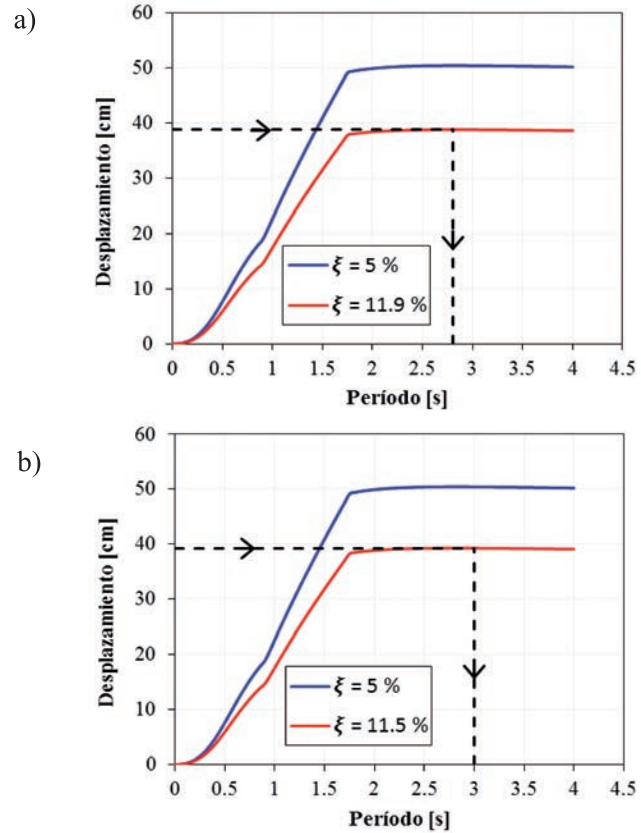 a)
60
50
40
30
20
10
0
Desplazamiento [cm]
ξ = 5 %
ξ = 11.9 %
0 0.5 1 1.5 2 2.5 3 3.5 4 4.5
Período [s]
b)
60
50
40
30
20
10
0
Desplazamiento [cm]
ξ = 5 %
ξ = 11.5 %
0 0.5 1 1.5 2 2.5 3 3.5 4 4.5
Período [s]